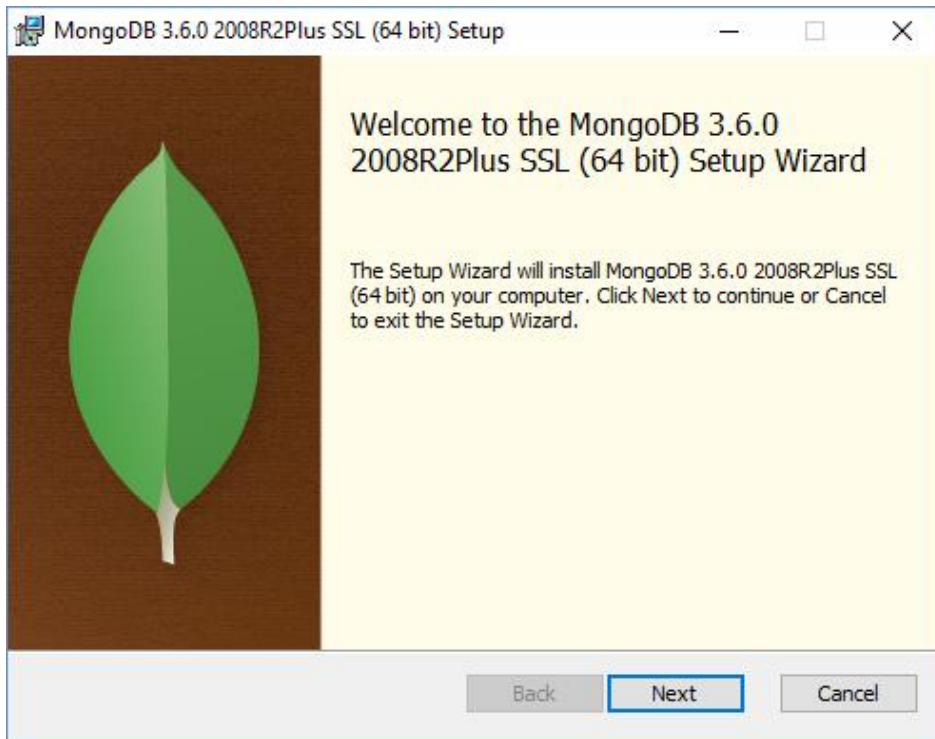 MongoDB 3.6.0 2008R2Plus SSL (64 bit) Setup
Welcome to the MongoDB 3.6.0
2008R2Plus SSL (64 bit) Setup Wizard
The Setup Wizard will install MongoDB 3.6.0 2008R2Plus SSL
(64 bit) on your computer. Click Next to continue or Cancel
to exit the Setup Wizard.
Back Next Cancel